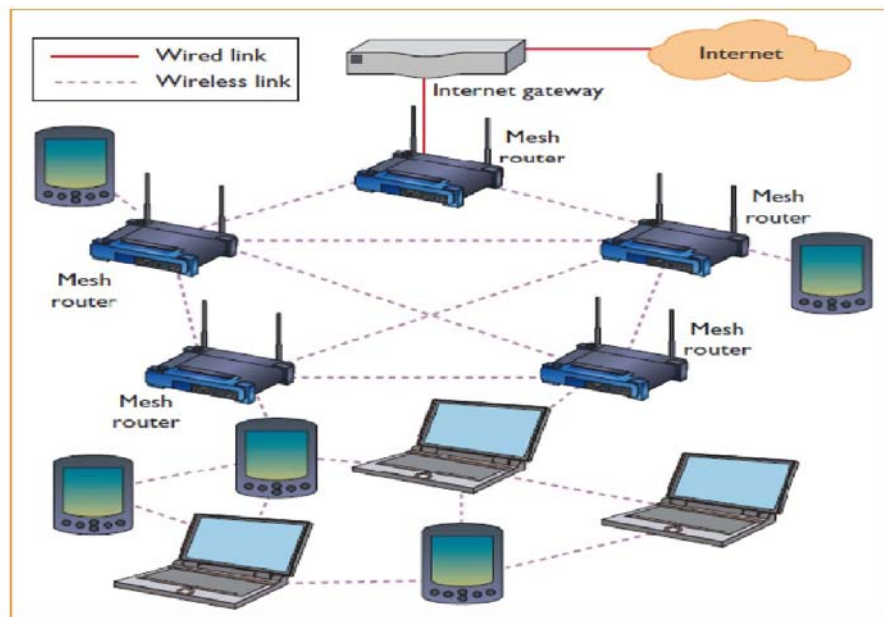 Wired link
Wireless link
Internet
Internet gateway
Mesh
router
Mesh
router
Mesh
router
Mesh
router
Mesh
router